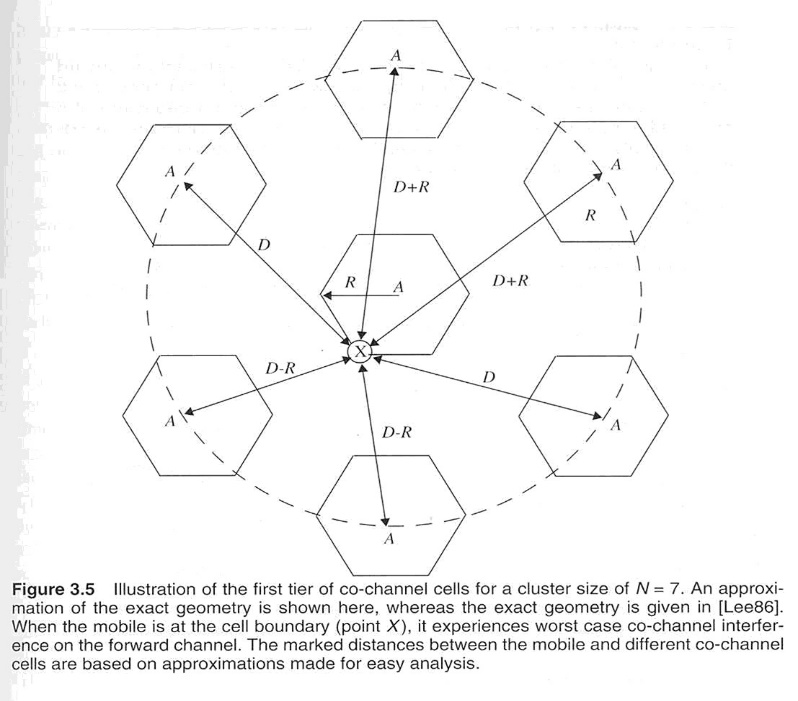 A
A
A
D+R
R
D
R
A
D+R
X
D-R
D
A
A
D-R
A
Figure 3.5 Illustration of the first tier of co-channel cells for a cluster size of N = 7. An approxi-
mation of the exact geometry is shown here, whereas the exact geometry is given in [Lee86].
When the mobile is at the cell boundary (point X), it experiences worst case co-channel interfer-
ence on the forward channel. The marked distances between the mobile and different co-channel
cells are based on approximations made for easy analysis.